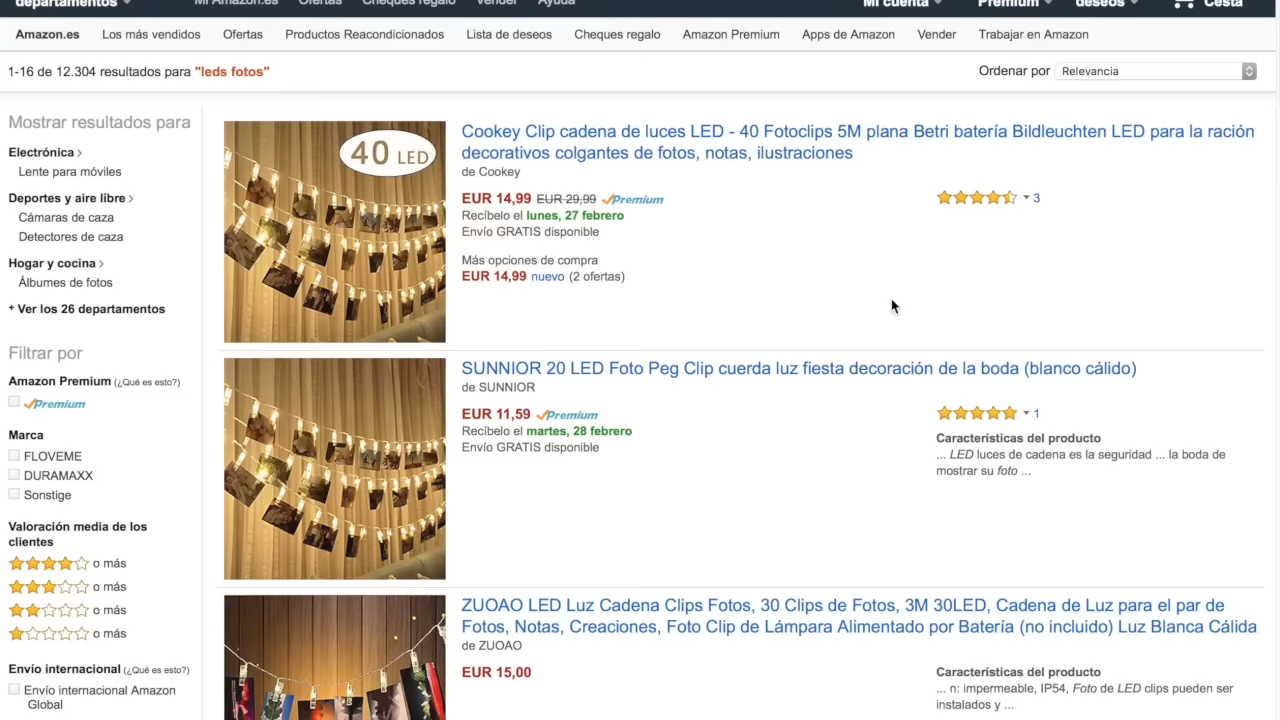 departamentos Mi Amazon.es Ofertas Cheques regalo Vender Ayuda Mi cuenta Premium deseos Cesta
Amazon.es Los más vendidos Ofertas Productos Reacondicionados Lista de deseos Cheques regalo Amazon Premium Apps de Amazon Vender Trabajar en Amazon
1-16 de 12.304 resultados para "leds fotos"
Ordenar por Relevancia
Mostrar resultados para
Electrónica
Lente para móviles
Deportes y aire libre
Cámaras de caza
Detectores de caza
Hogar y cocina
Álbumes de fotos
+ Ver los 26 departamentos
Filtrar por
Amazon Premium (¿Qué es esto?)
Premium
Marca
FLOVEME
DURAMAXX
Sonstige
Valoración media de los
clientes
o más
o más
o más
o más
Envío internacional (¿Qué es esto?)
Envío internacional Amazon
Global
40 LED
Cookey Clip cadena de luces LED - 40 Fotoclips 5M plana Betri batería Bildleuchten LED para la ración
decorativos colgantes de fotos, notas, ilustraciones
de Cookey
EUR 14,99 EUR 29,99 Premium
Recíbelo el lunes, 27 febrero
Envío GRATIS disponible
Más opciones de compra
EUR 14,99 nuevo (2 ofertas)
3
SUNNIOR 20 LED Foto Peg Clip cuerda luz fiesta decoración de la boda (blanco cálido)
de SUNNIOR
EUR 11,59 Premium
Recíbelo el martes, 28 febrero
Envío GRATIS disponible
1
Características del producto
... LED luces de cadena es la seguridad ... la boda de
mostrar su foto ...
ZUOAO LED Luz Cadena Clips Fotos, 30 Clips de Fotos, 3M 30LED, Cadena de Luz para el par de
Fotos, Notas, Creaciones, Foto Clip de Lámpara Alimentado por Batería (no incluido) Luz Blanca Cálida
de ZUOAO
EUR 15,00
Características del producto
... n: impermeable, IP54, Foto de LED clips pueden ser
instalados y ...